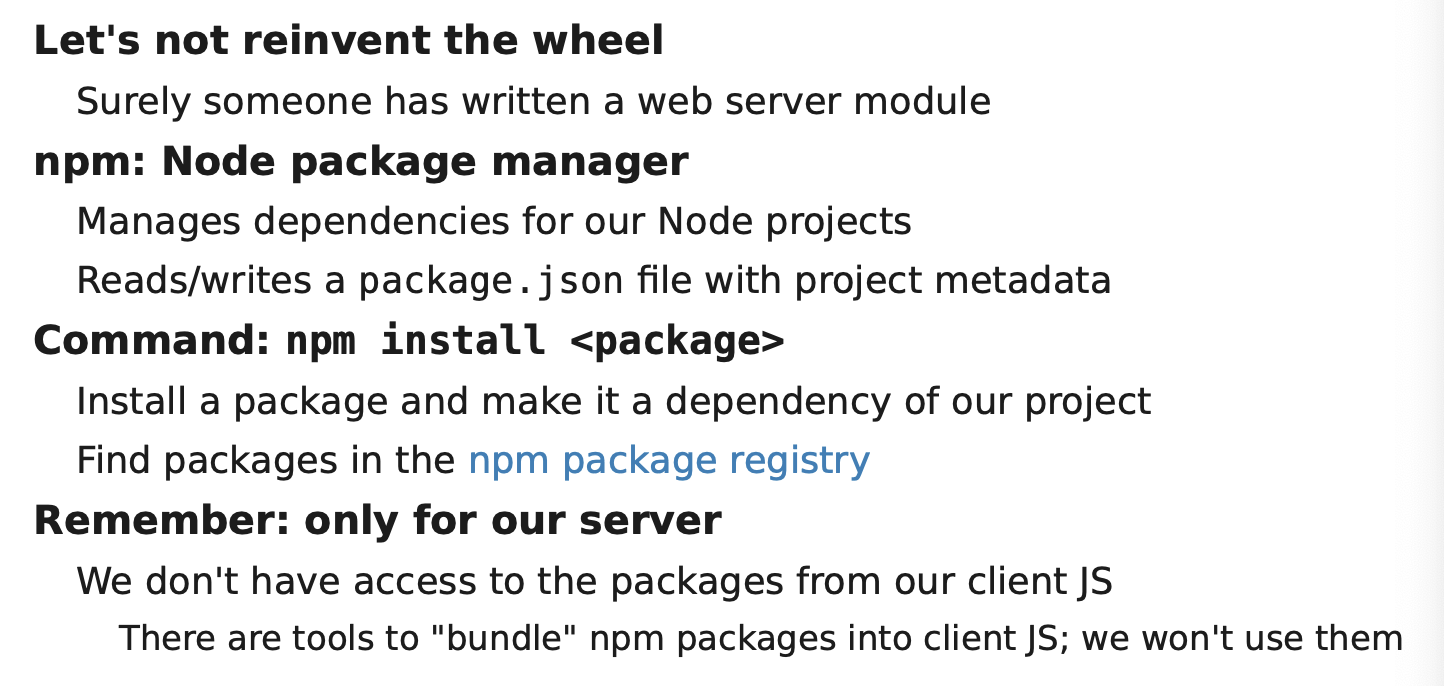 Let's not reinvent the wheel
Surely someone has written a web server module
npm: Node package manager
Manages dependencies for our Node projects
Reads/writes a package.json file with project metadata
Command: npm install <package>
Install a package and make it a dependency of our project
Find packages in the npm package registry
Remember: only for our server
We don't have access to the packages from our client JS
There are tools to "bundle" npm packages into client JS; we won't use them